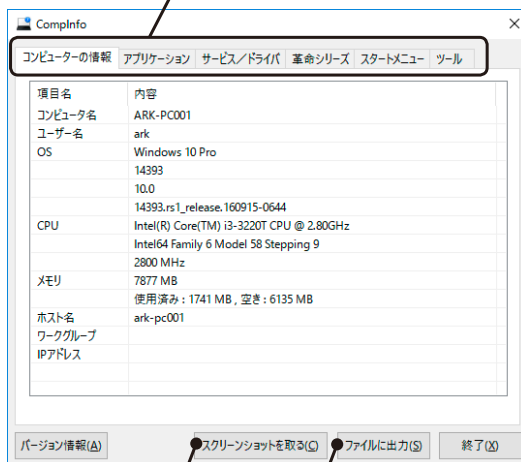 CompInfo
コンピューターの情報 アプリケーション サービス／ドライバ 革命シリーズ スタートメニュー ツール
項目名 内容
コンピュータ名 ARK-PC001
ユーザー名 ark
OS Windows 10 Pro
14393
10.0
14393.rs1_release.160915-0644
CPU Intel(R) Core(TM) i3-3220T CPU @ 2.80GHz
Intel64 Family 6 Model 58 Stepping 9
2800 MHz
メモリ 7877 MB
使用済み : 1741 MB , 空き : 6135 MB
ホスト名 ark-pc001
ワークグループ
IPアドレス
バージョン情報(A) スクリーンショットを取る(C) ファイルに出力(S) 終了(X)